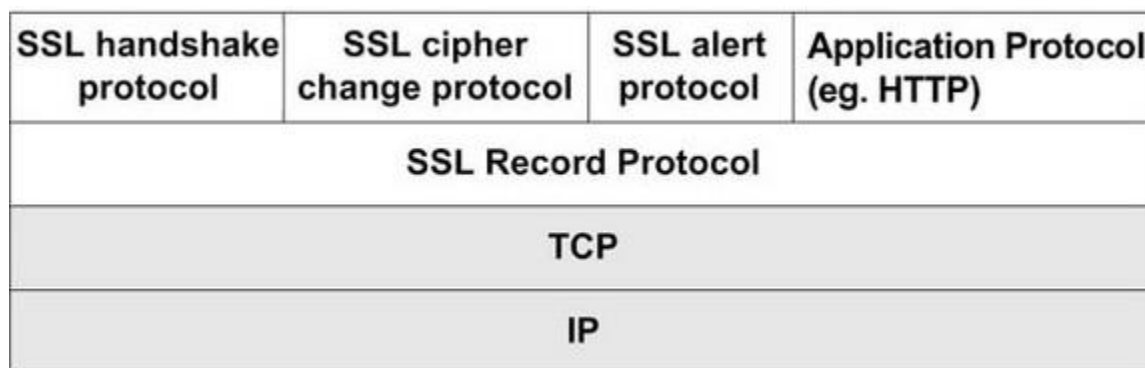 SSL handshake
protocol
SSL cipher
change protocol
SSL alert
protocol
Application Protocol
(eg. HTTP)
SSL Record Protocol
TCP
IP